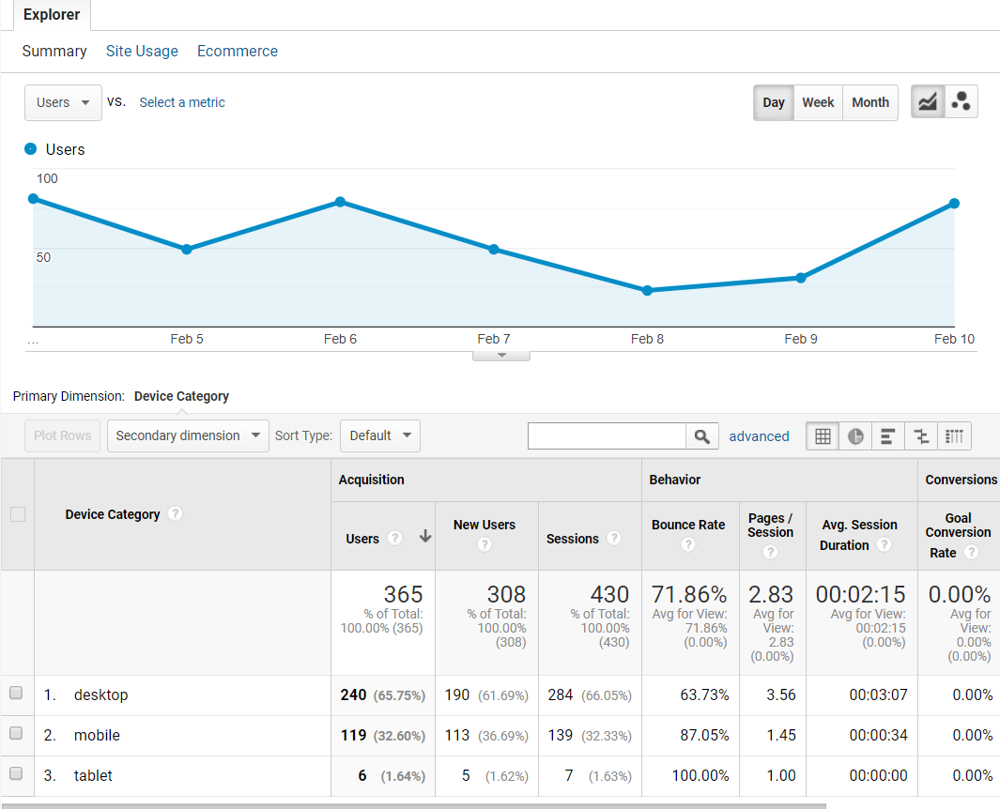 Explorer
Summary Site Usage Ecommerce
Users VS. Select a metric
Day Week Month
Users
100
50
... Feb 5 Feb 6 Feb 7 Feb 8 Feb 9 Feb 10
Primary Dimension: Device Category
Plot Rows Secondary dimension Sort Type: Default advanced
Device Category ?
Acquisition Behavior Conversions
Users ? New Users ? Sessions ? Bounce Rate ? Pages / Session ? Avg. Session Duration ? Goal Conversion Rate ?
365 308 430 71.86% 2.83 00:02:15 0.00%
% of Total: 100.00% (365) % of Total: 100.00% (308) % of Total: 100.00% (430) Avg for View: 71.86% (0.00%) Avg for View: 2.83 (0.00%) Avg for View: 00:02:15 (0.00%) Avg for View: 0.00% (0.00%)
1. desktop 240 (65.75%) 190 (61.69%) 284 (66.05%) 63.73% 3.56 00:03:07 0.00%
2. mobile 119 (32.60%) 113 (36.69%) 139 (32.33%) 87.05% 1.45 00:00:34 0.00%
3. tablet 6 (1.64%) 5 (1.62%) 7 (1.63%) 100.00% 1.00 00:00:00 0.00%